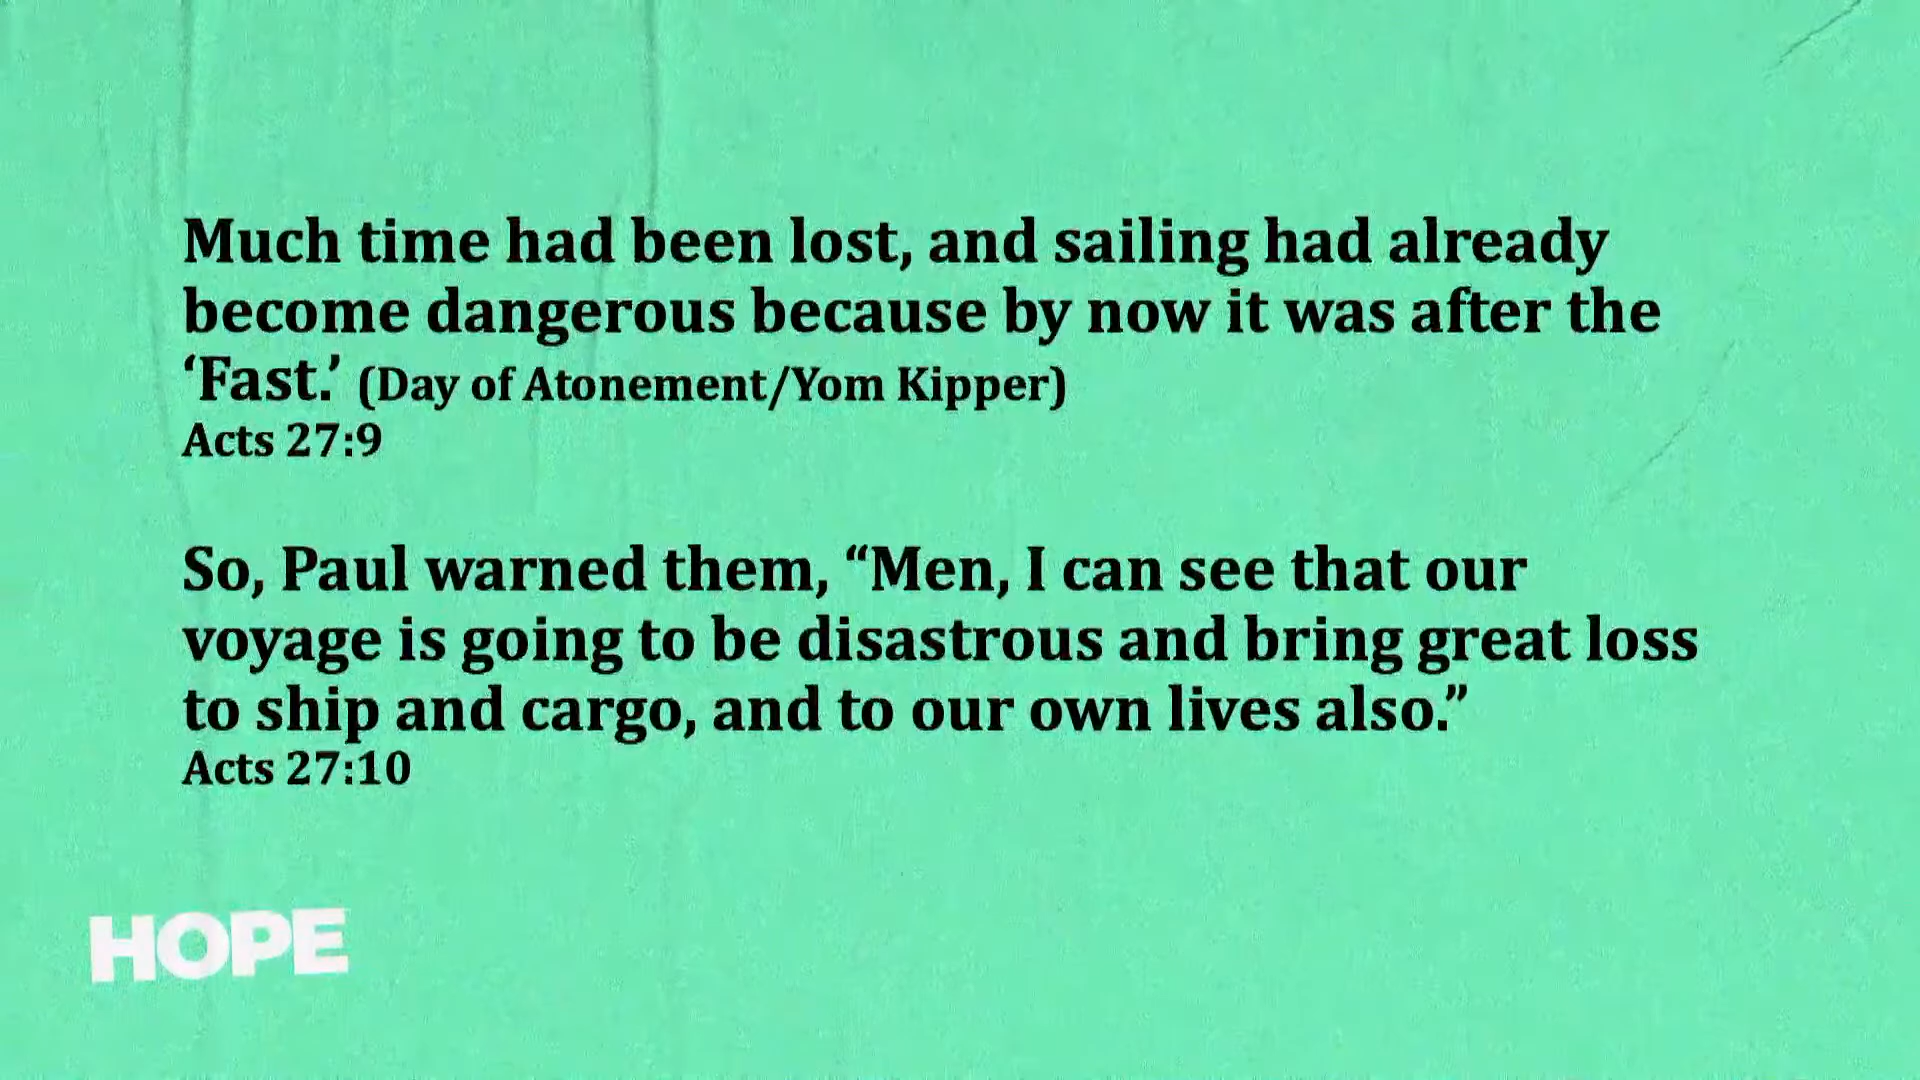 Much time had been lost, and sailing had already
become dangerous because by now it was after the
‘Fast.’ (Day of Atonement/Yom Kipper)
Acts 27:9
So, Paul warned them, “Men, I can see that our
voyage is going to be disastrous and bring great loss
to ship and cargo, and to our own lives also.”
Acts 27:10
HOPE